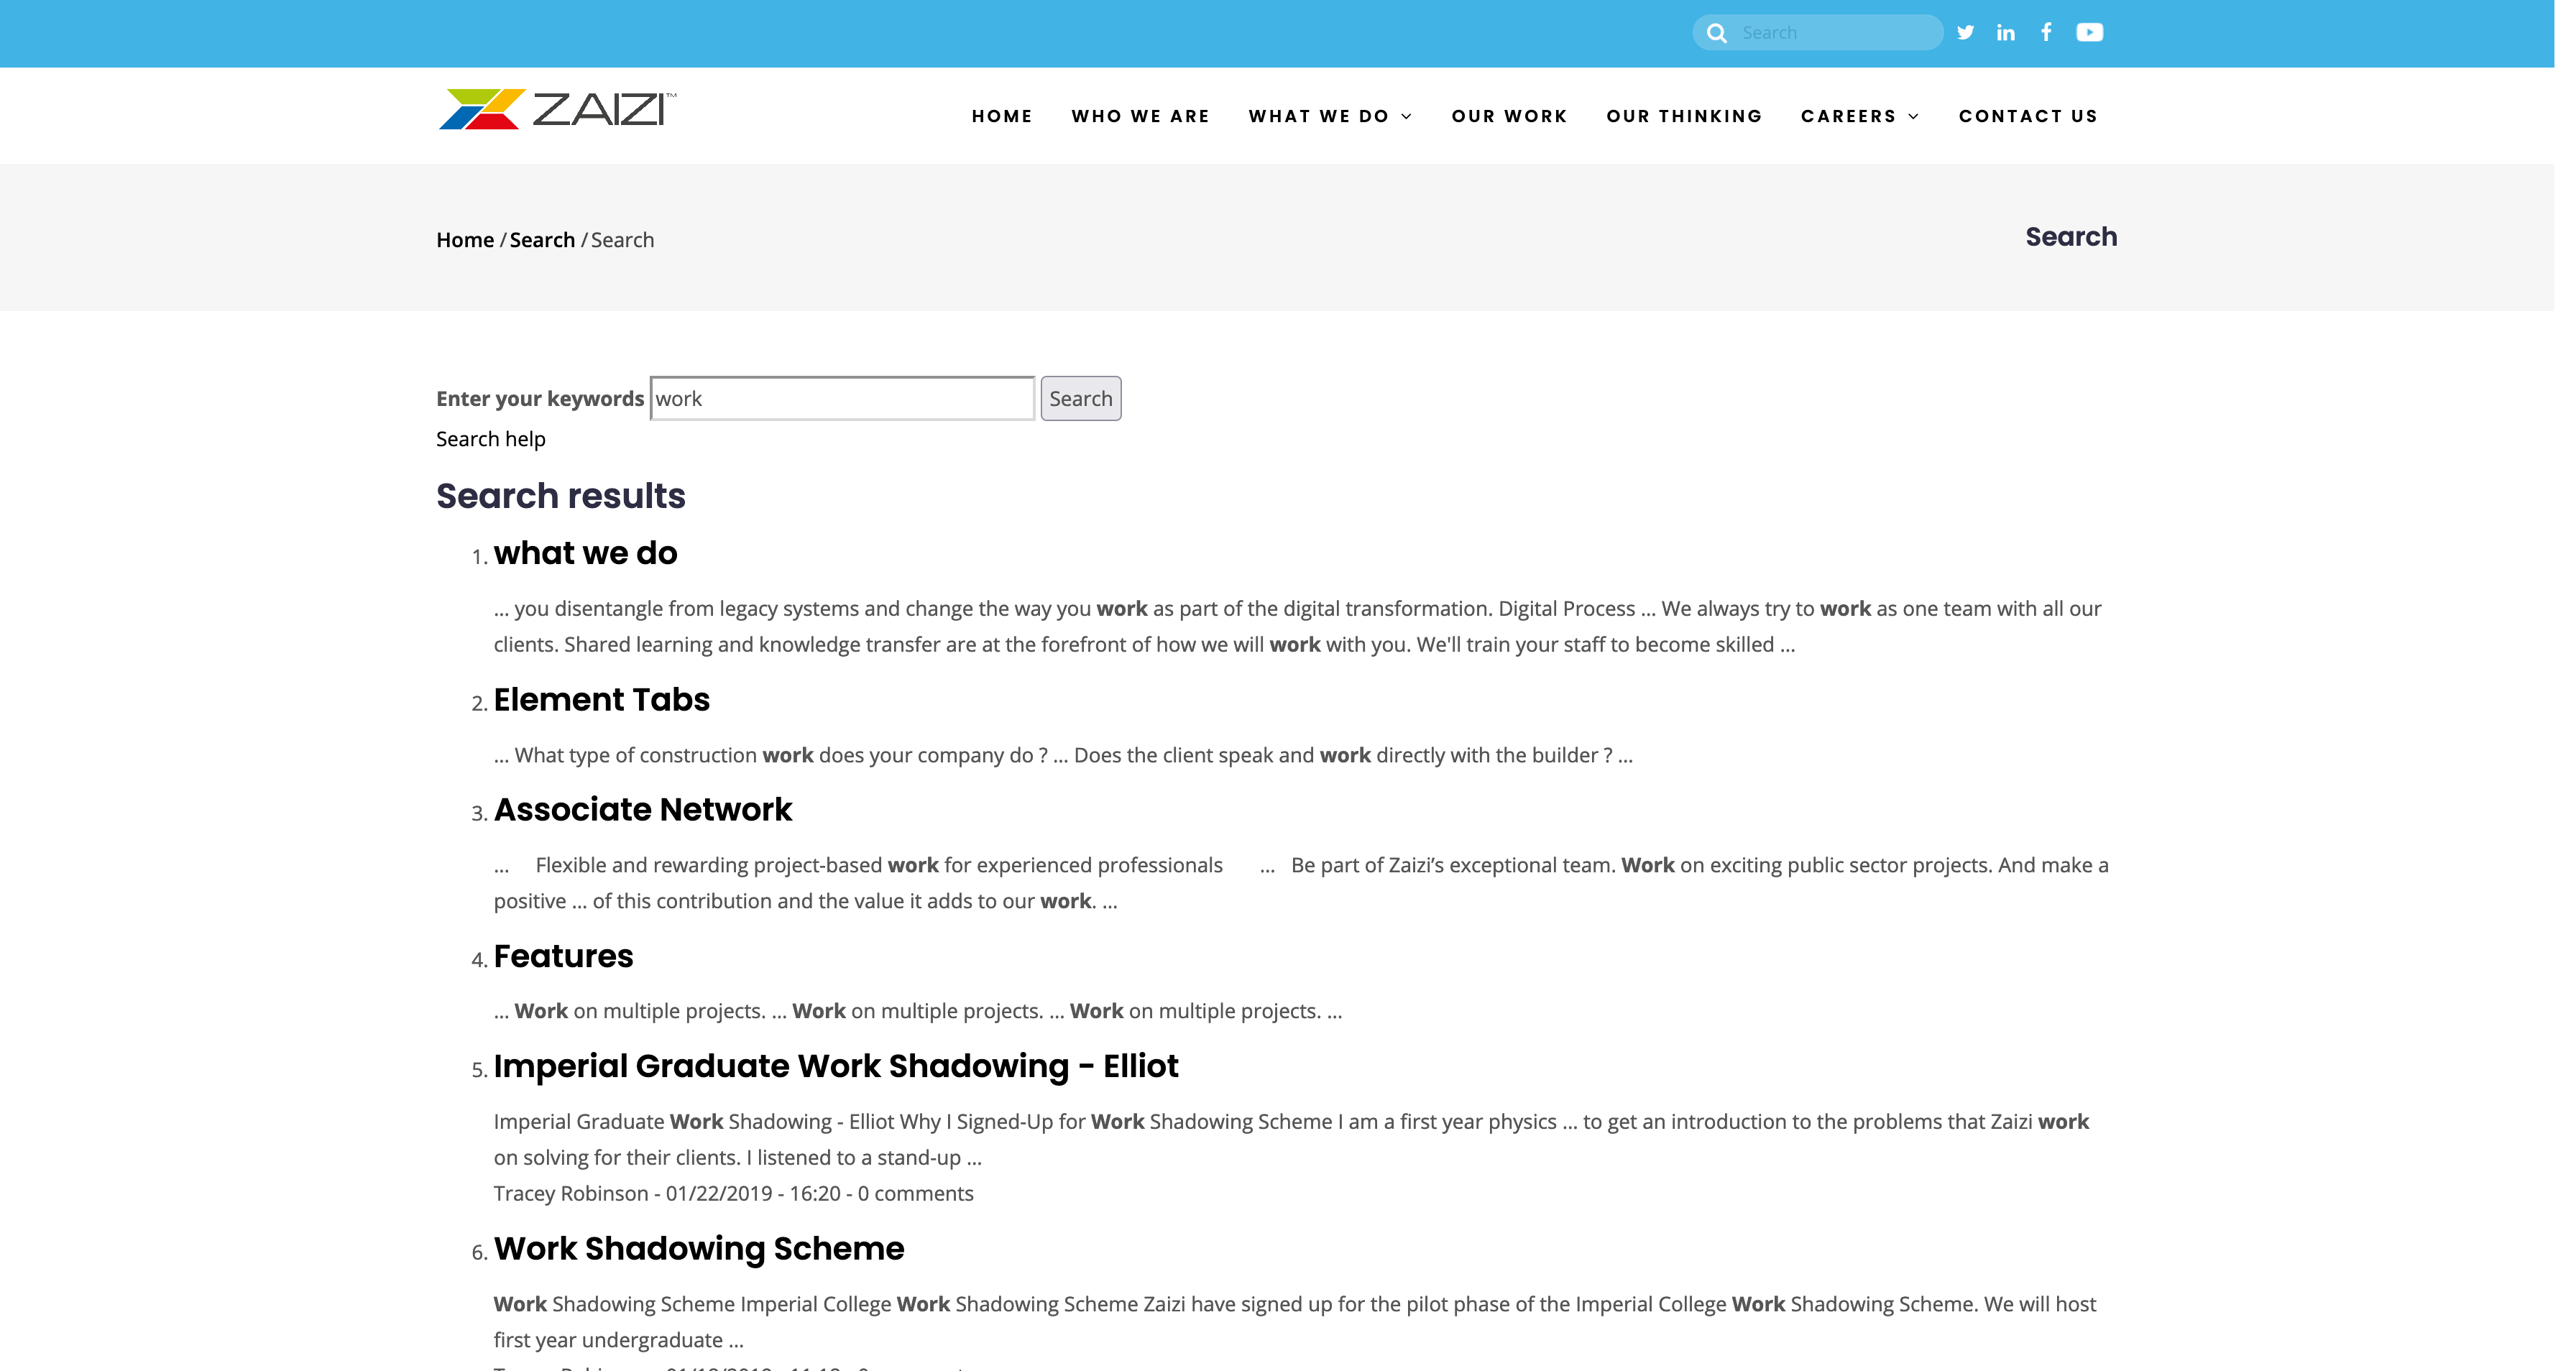 Search
ZAIZI™
HOME WHO WE ARE WHAT WE DO OUR WORK OUR THINKING CAREERS CONTACT US
Home / Search / Search
Search
Enter your keywords work Search
Search help
Search results
1. what we do
... you disentangle from legacy systems and change the way you work as part of the digital transformation. Digital Process ... We always try to work as one team with all our
clients. Shared learning and knowledge transfer are at the forefront of how we will work with you. We'll train your staff to become skilled ...
2. Element Tabs
... What type of construction work does your company do ? ... Does the client speak and work directly with the builder ? ...
3. Associate Network
... Flexible and rewarding project-based work for experienced professionals ... Be part of Zaizi’s exceptional team. Work on exciting public sector projects. And make a
positive ... of this contribution and the value it adds to our work. ...
4. Features
... Work on multiple projects. ... Work on multiple projects. ... Work on multiple projects. ...
5. Imperial Graduate Work Shadowing - Elliot
Imperial Graduate Work Shadowing - Elliot Why I Signed-Up for Work Shadowing Scheme I am a first year physics ... to get an introduction to the problems that Zaizi work
on solving for their clients. I listened to a stand-up ...
Tracey Robinson - 01/22/2019 - 16:20 - 0 comments
6. Work Shadowing Scheme
Work Shadowing Scheme Imperial College Work Shadowing Scheme Zaizi have signed up for the pilot phase of the Imperial College Work Shadowing Scheme. We will host
first year undergraduate ...